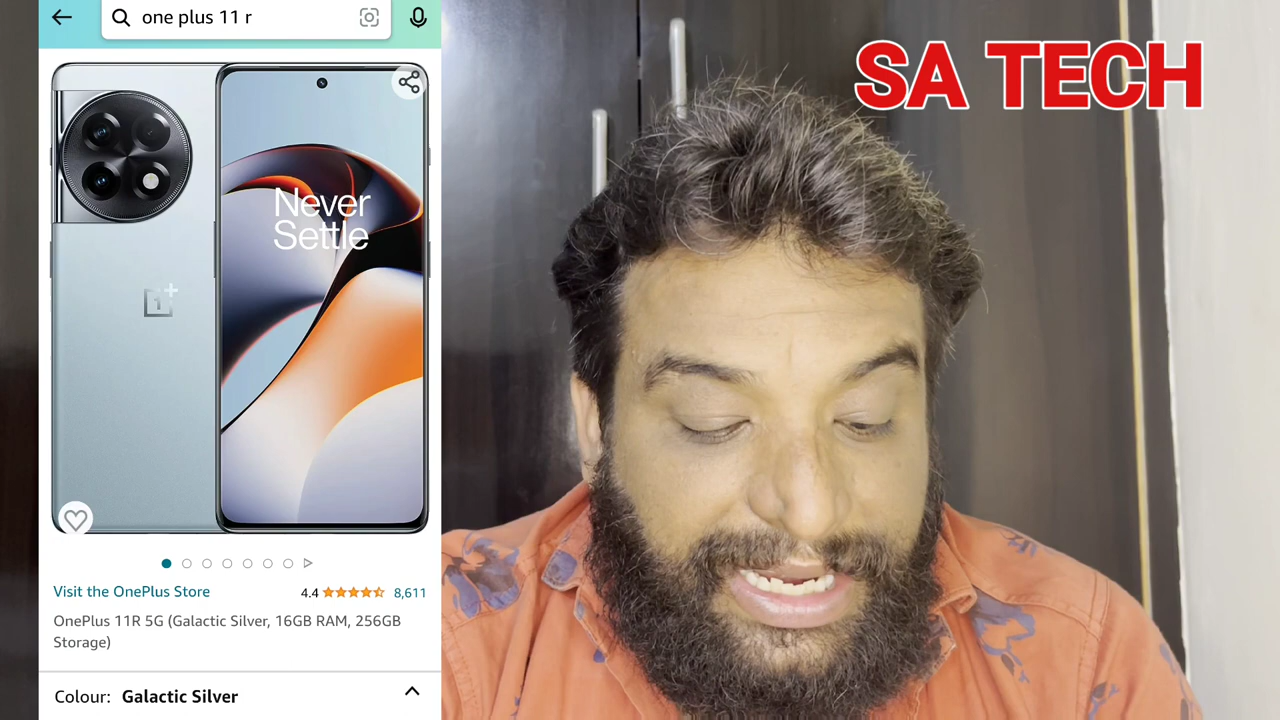 one plus 11 r
SA TECH
Never
Settle
Visit the OnePlus Store
4.4
8,611
OnePlus 11R 5G (Galactic Silver, 16GB RAM, 256GB
Storage)
Colour: Galactic Silver